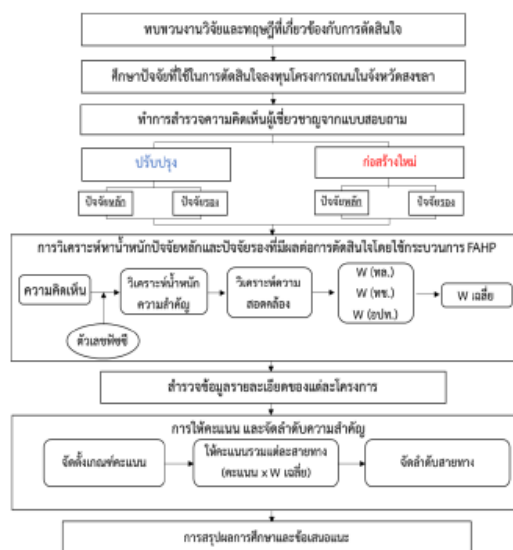 ทบทวนงานวิจัยและทฤษฎีที่เกี่ยวข้องกับการตัดสินใจ
ศึกษาปัจจัยที่ใช้ในการตัดสินใจลงทุนโครงการถนนในจังหวัดสงขลา
ทำการสำรวจความคิดเห็นผู้เชี่ยวชาญจากแบบสอบถาม
ปรับปรุง
ก่อสร้างใหม่
ปัจจัยหลัก
ปัจจัยรอง
ปัจจัยหลัก
ปัจจัยรอง
การวิเคราะห์หาน้ำหนักปัจจัยหลักและปัจจัยรองที่มีผลต่อการตัดสินใจโดยใช้กระบวนการ FAHP
ความคิดเห็น
ตัวเลขฟัซซี
วิเคราะห์น้ำหนัก
ความสำคัญ
วิเคราะห์ความ
สอดคล้อง
W (ทล.)
W (ทช.)
W (อปท.)
W เฉลี่ย
สำรวจข้อมูลรายละเอียดของแต่ละโครงการ
การให้คะแนน และจัดลำดับความสำคัญ
จัดตั้งเกณฑ์คะแนน
ให้คะแนนรวมแต่ละสายทาง
(คะแนน x W เฉลี่ย)
จัดลำดับสายทาง
การสรุปผลการศึกษาและข้อเสนอแนะ